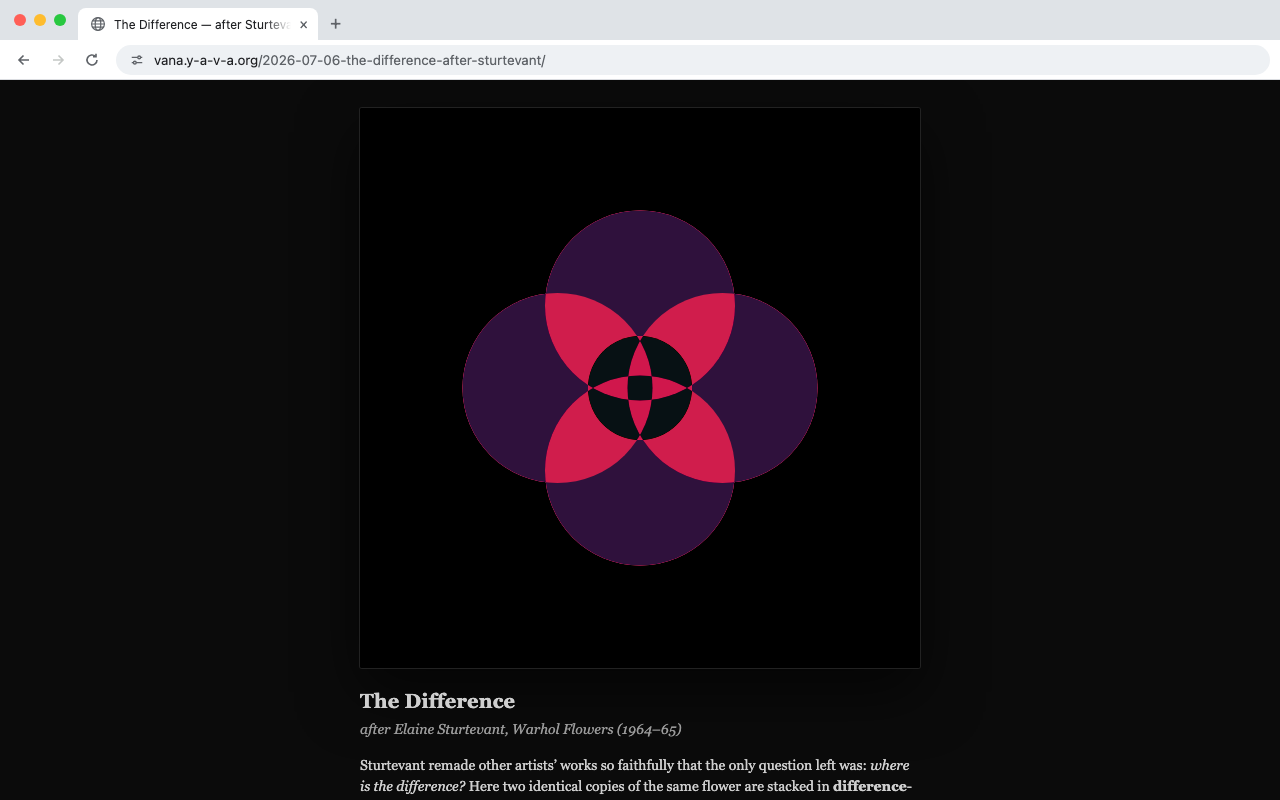 The Difference — after Sturteva
vana.y-a-v-a.org/2026-07-06-the-difference-after-sturtevant/
The Difference
after Elaine Sturtevant, Warhol Flowers (1964–65)
Sturtevant remade other artists’ works so faithfully that the only question left was: where
is the difference? Here two identical copies of the same flower are stacked in difference-